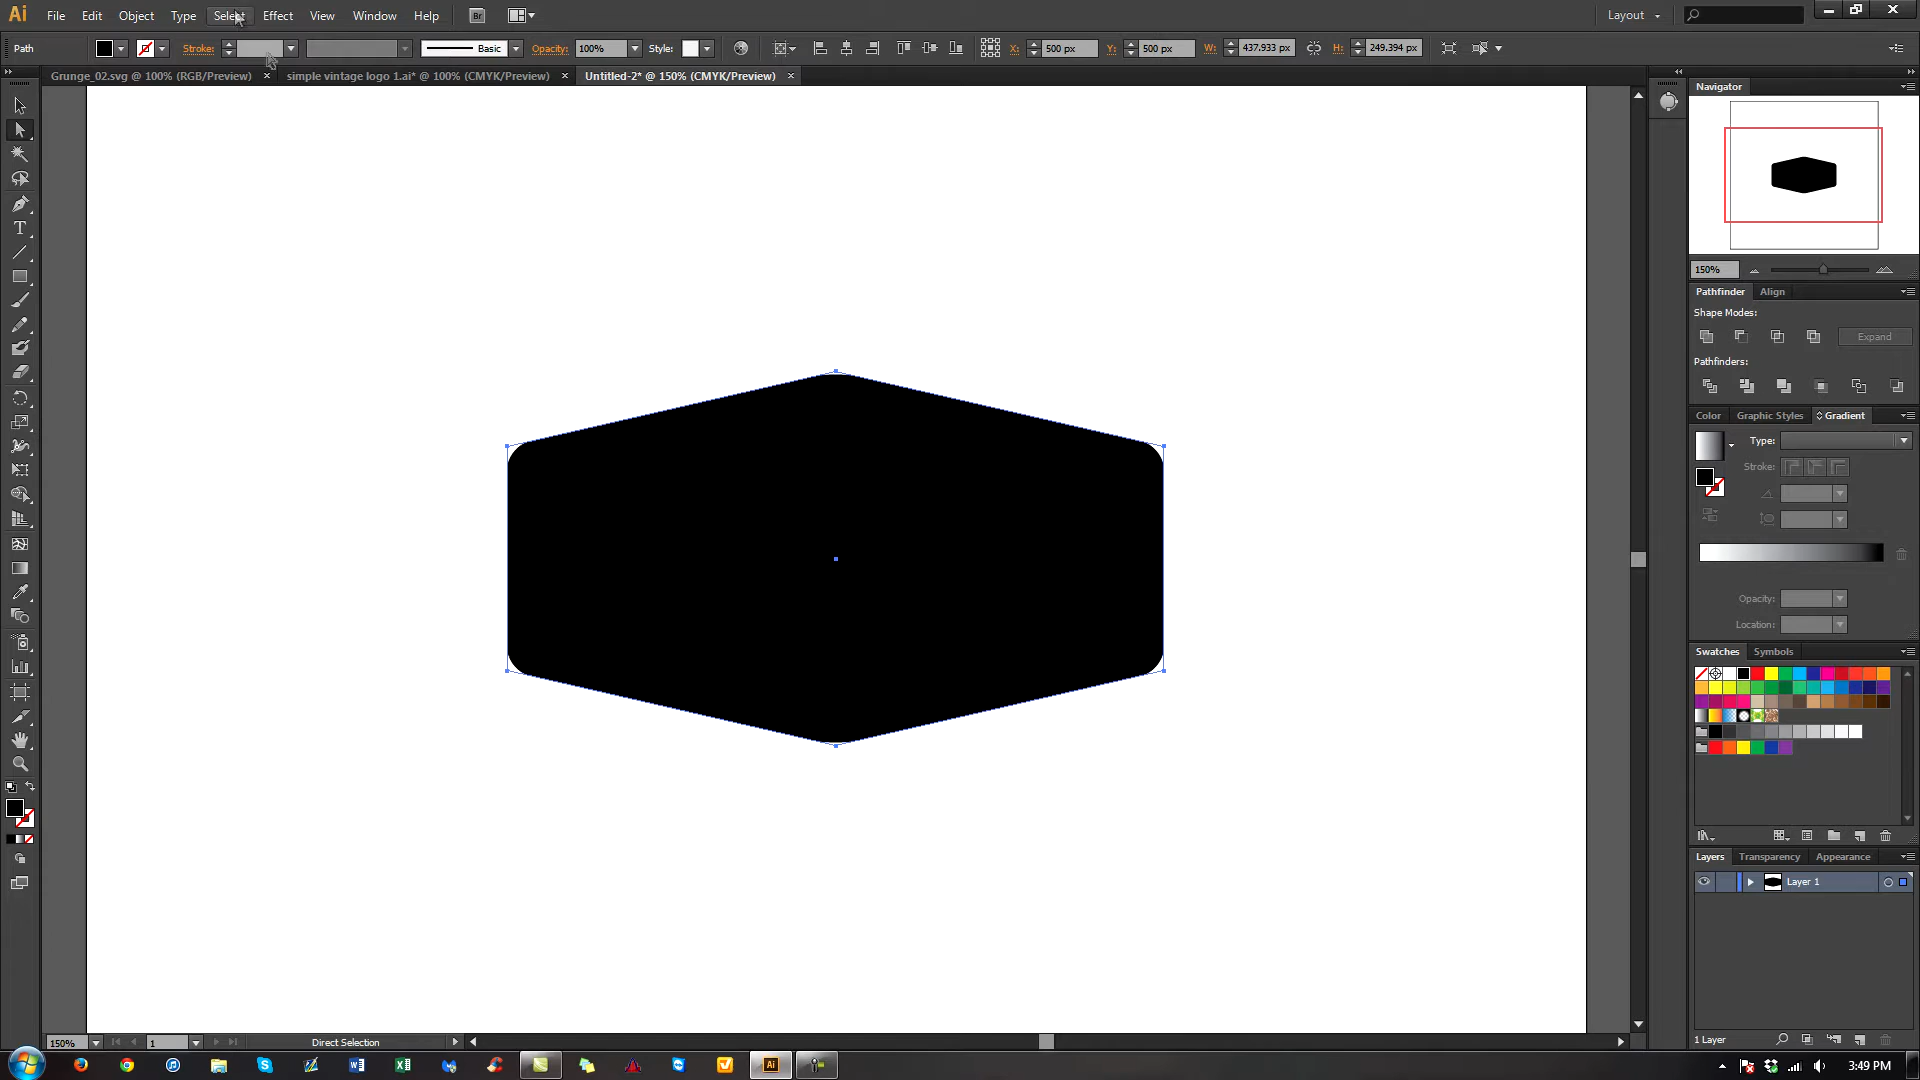 Ai File Edit Object Type Select Effect View Window Help Br Layout
Path Stroke: Basic Opacity: 100% Style: X: 500 px Y: 500 px W: 437.933 px H: 249.394 px
Grunge_02.svg @ 100% (RGB/Preview) × simple vintage logo 1.ai* @ 100% (CMYK/Preview) × Untitled-2* @ 150% (CMYK/Preview) ×
Navigator
150%
Pathfinder Align
Shape Modes:
Expand
Pathfinders:
Color Graphic Styles Gradient
Type:
Stroke:
Opacity:
Location:
Swatches Symbols
Layers Transparency Appearance
Layer 1
1 Layer
150% 1 Direct Selection
3:49 PM